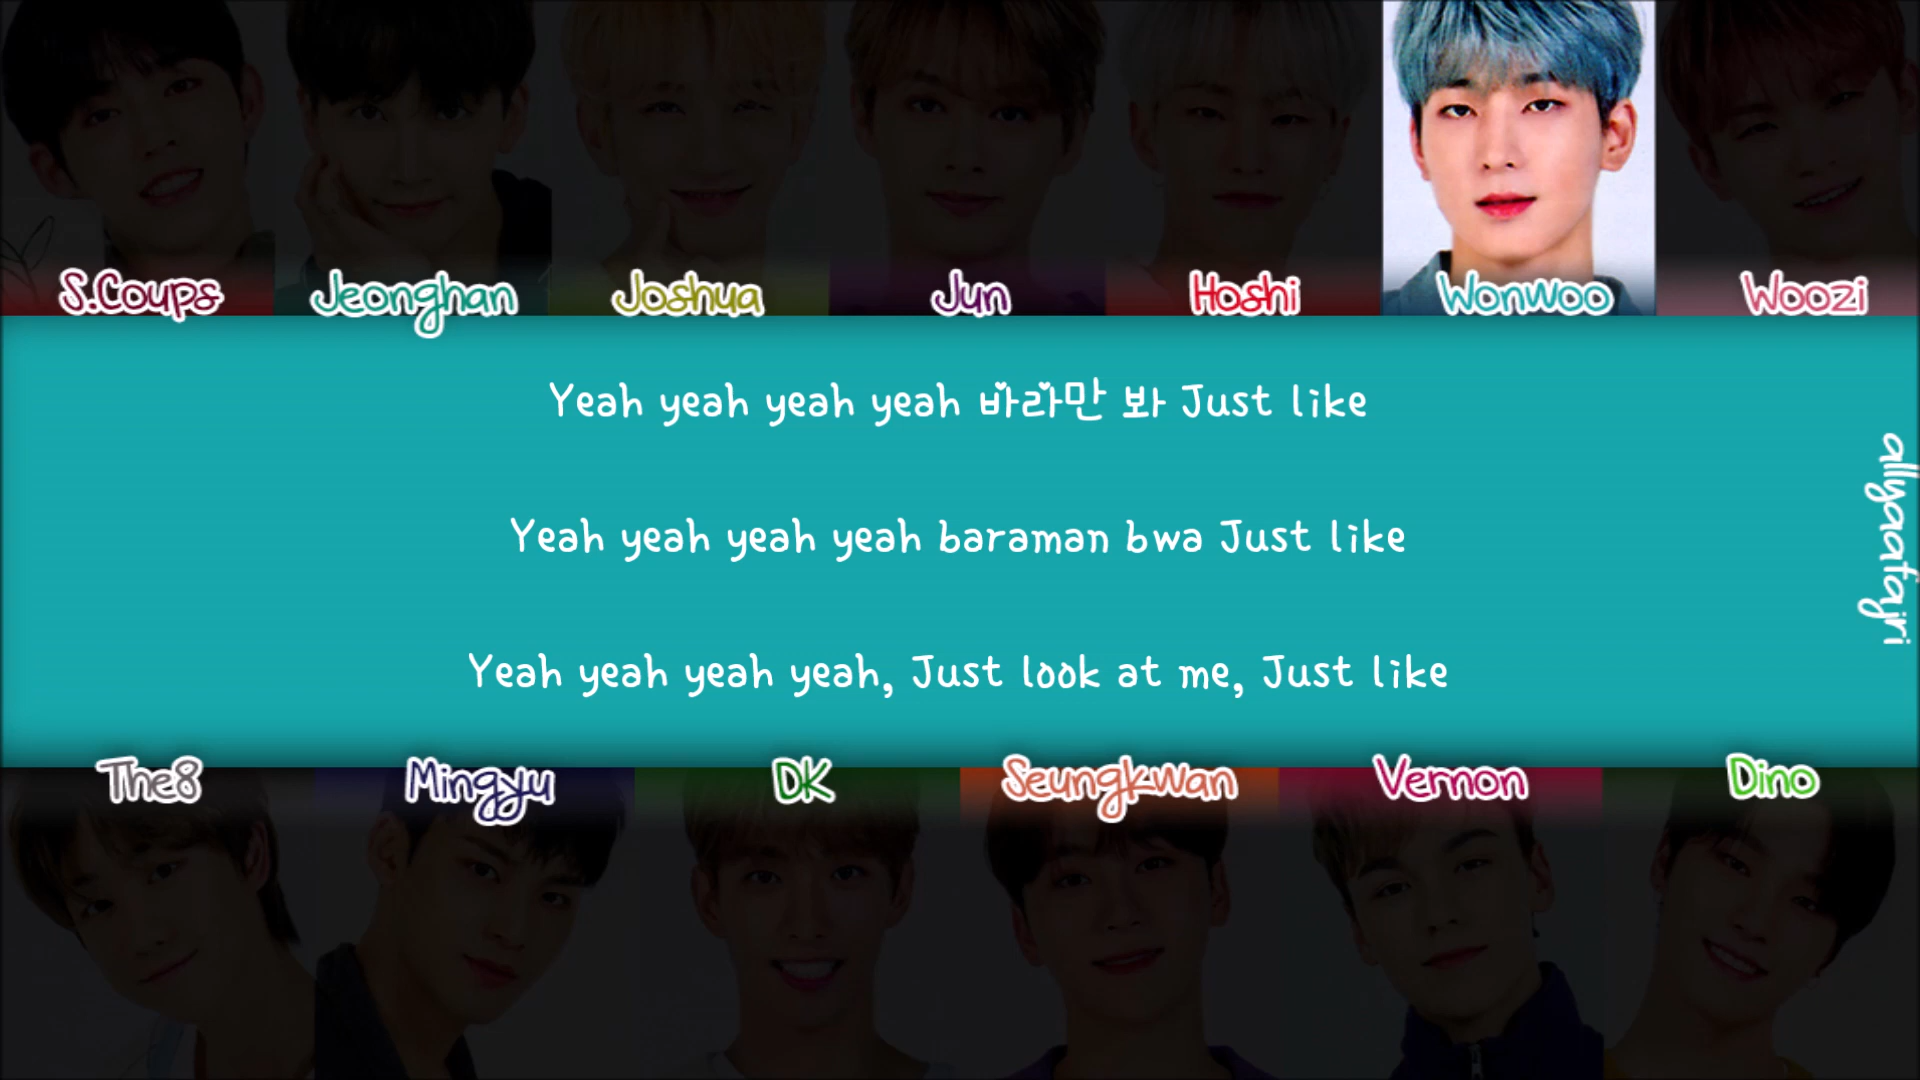 S.Coups Jeonghan Joshua Jun Hoshi Wonwoo Woozi
Yeah yeah yeah yeah 바라만 봐 Just like
Yeah yeah yeah yeah baraman bwa Just like
Yeah yeah yeah yeah, Just look at me, Just like
allyaatajri
The8 Mingyu DK Seungkwan Vernon Dino